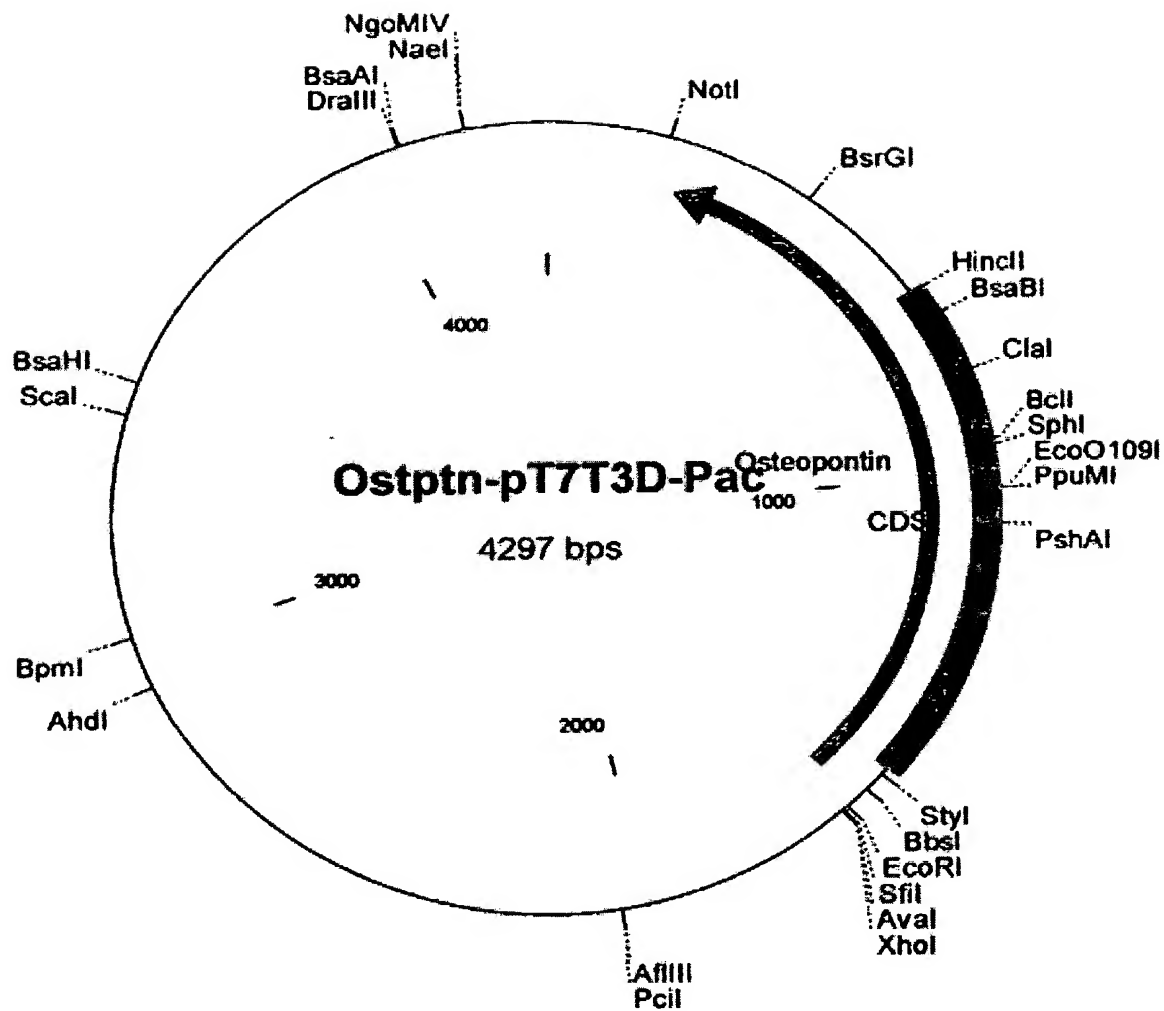 NgoMIV
NaeI
BsaAI
DraIII
NotI
BsrGI
HincII
BsaBI
4000
ClaI
BsaHI
ScaI
BclI
SphI
EcoO109I
PpuMI
Osteopontin
Ostptn-pT7T3D-Pac
1000
CDS
PshAI
4297 bps
3000
BpmI
AhdI
2000
StyI
BbsI
EcoRI
SfiI
AvaI
XhoI
AflIII
PciI